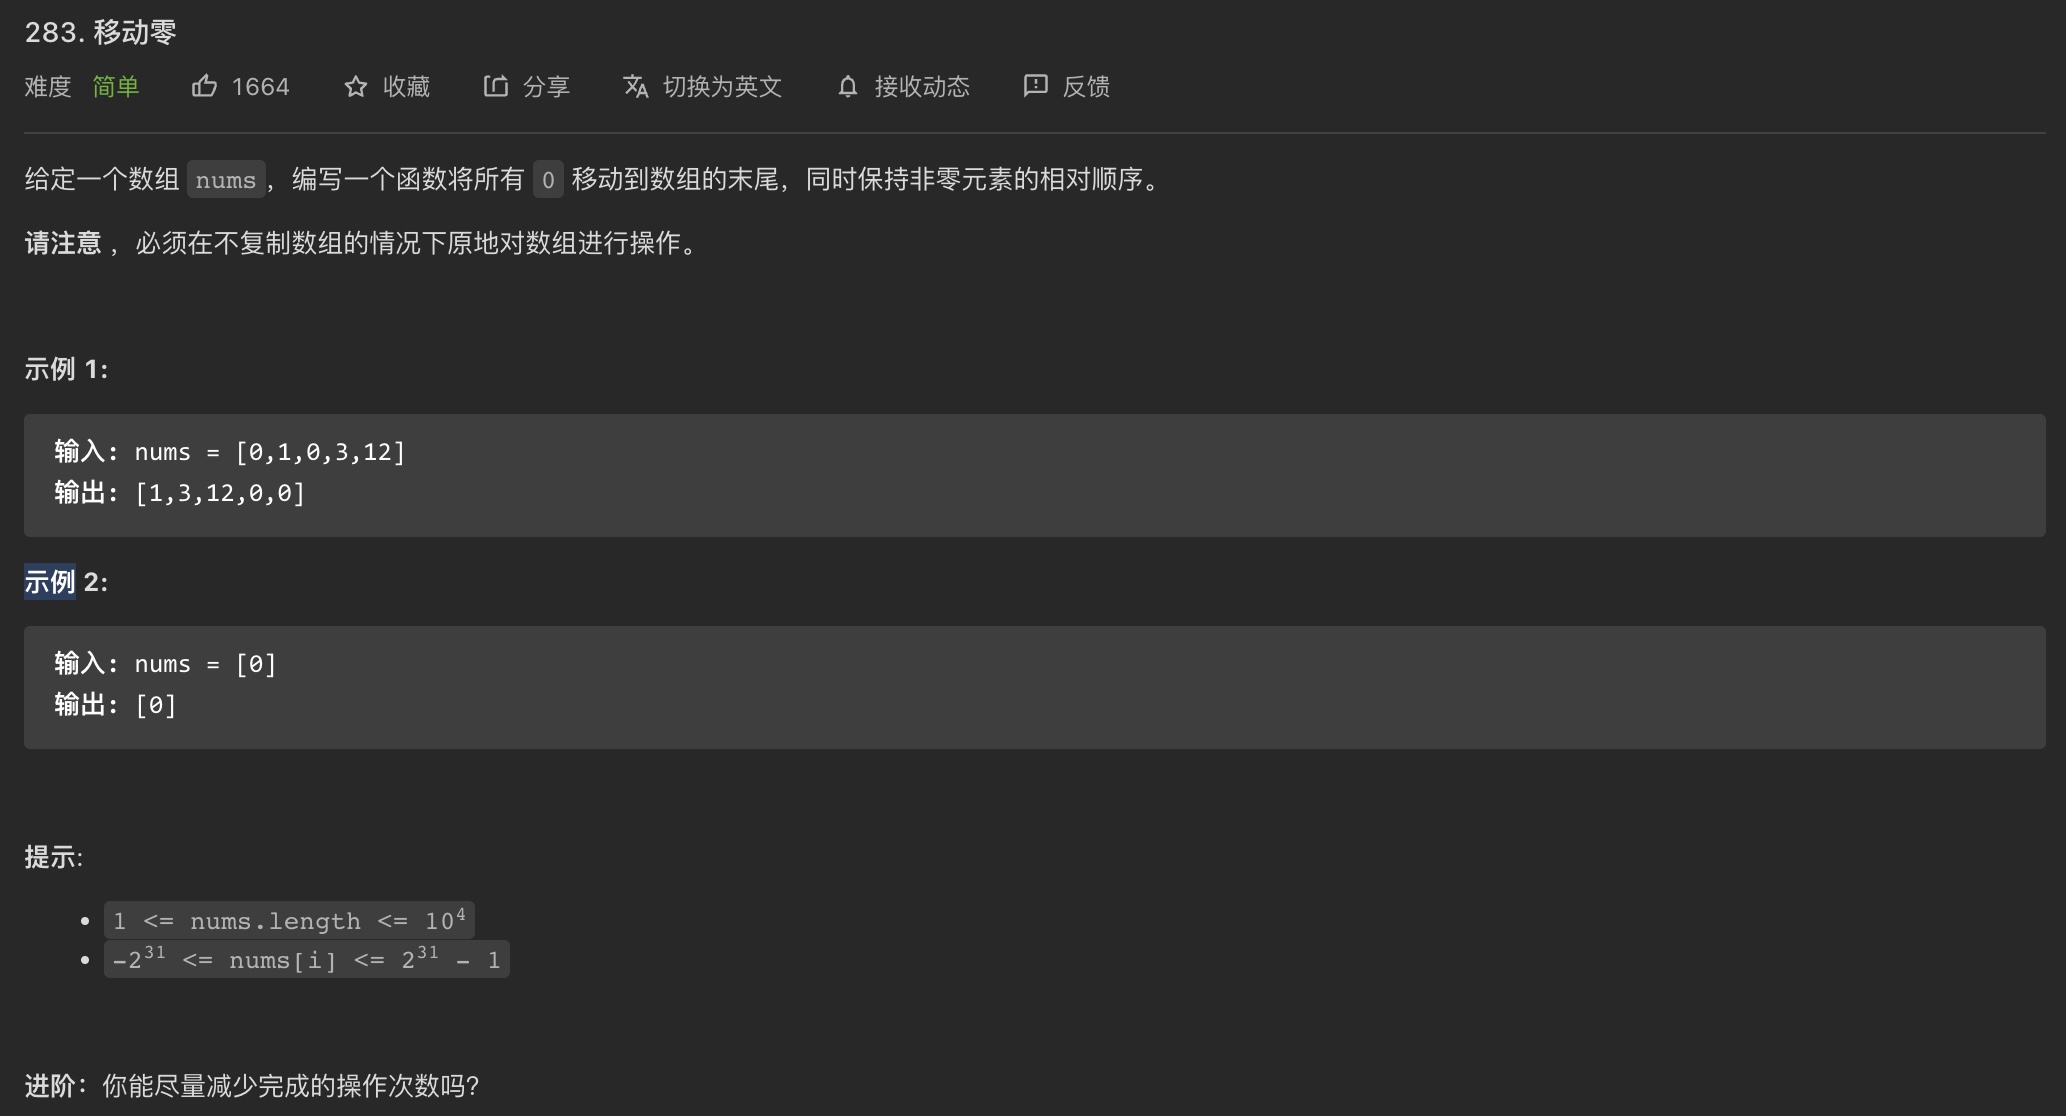 283. 移动零
难度 简单 1664 收藏 分享 切换为英文 接收动态 反馈
给定一个数组 nums，编写一个函数将所有 0 移动到数组的末尾，同时保持非零元素的相对顺序。
请注意 ，必须在不复制数组的情况下原地对数组进行操作。
示例 1:
输入: nums = [0,1,0,3,12]
输出: [1,3,12,0,0]
示例 2:
输入: nums = [0]
输出: [0]
提示:
1 <= nums.length <= 10⁴
-2³¹ <= nums[i] <= 2³¹ - 1
进阶：你能尽量减少完成的操作次数吗?